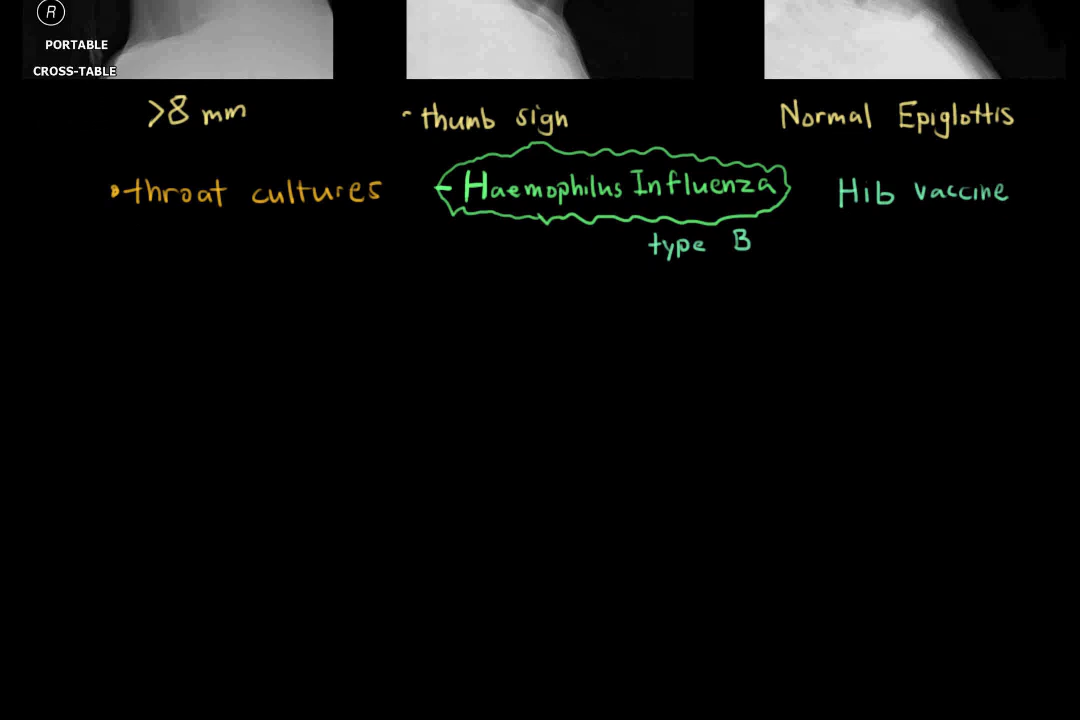 R
PORTABLE
CROSS-TABLE
>8 mm
- thumb sign
Normal Epiglottis
•throat cultures
- Haemophilus Influenza
Hib vaccine
type B